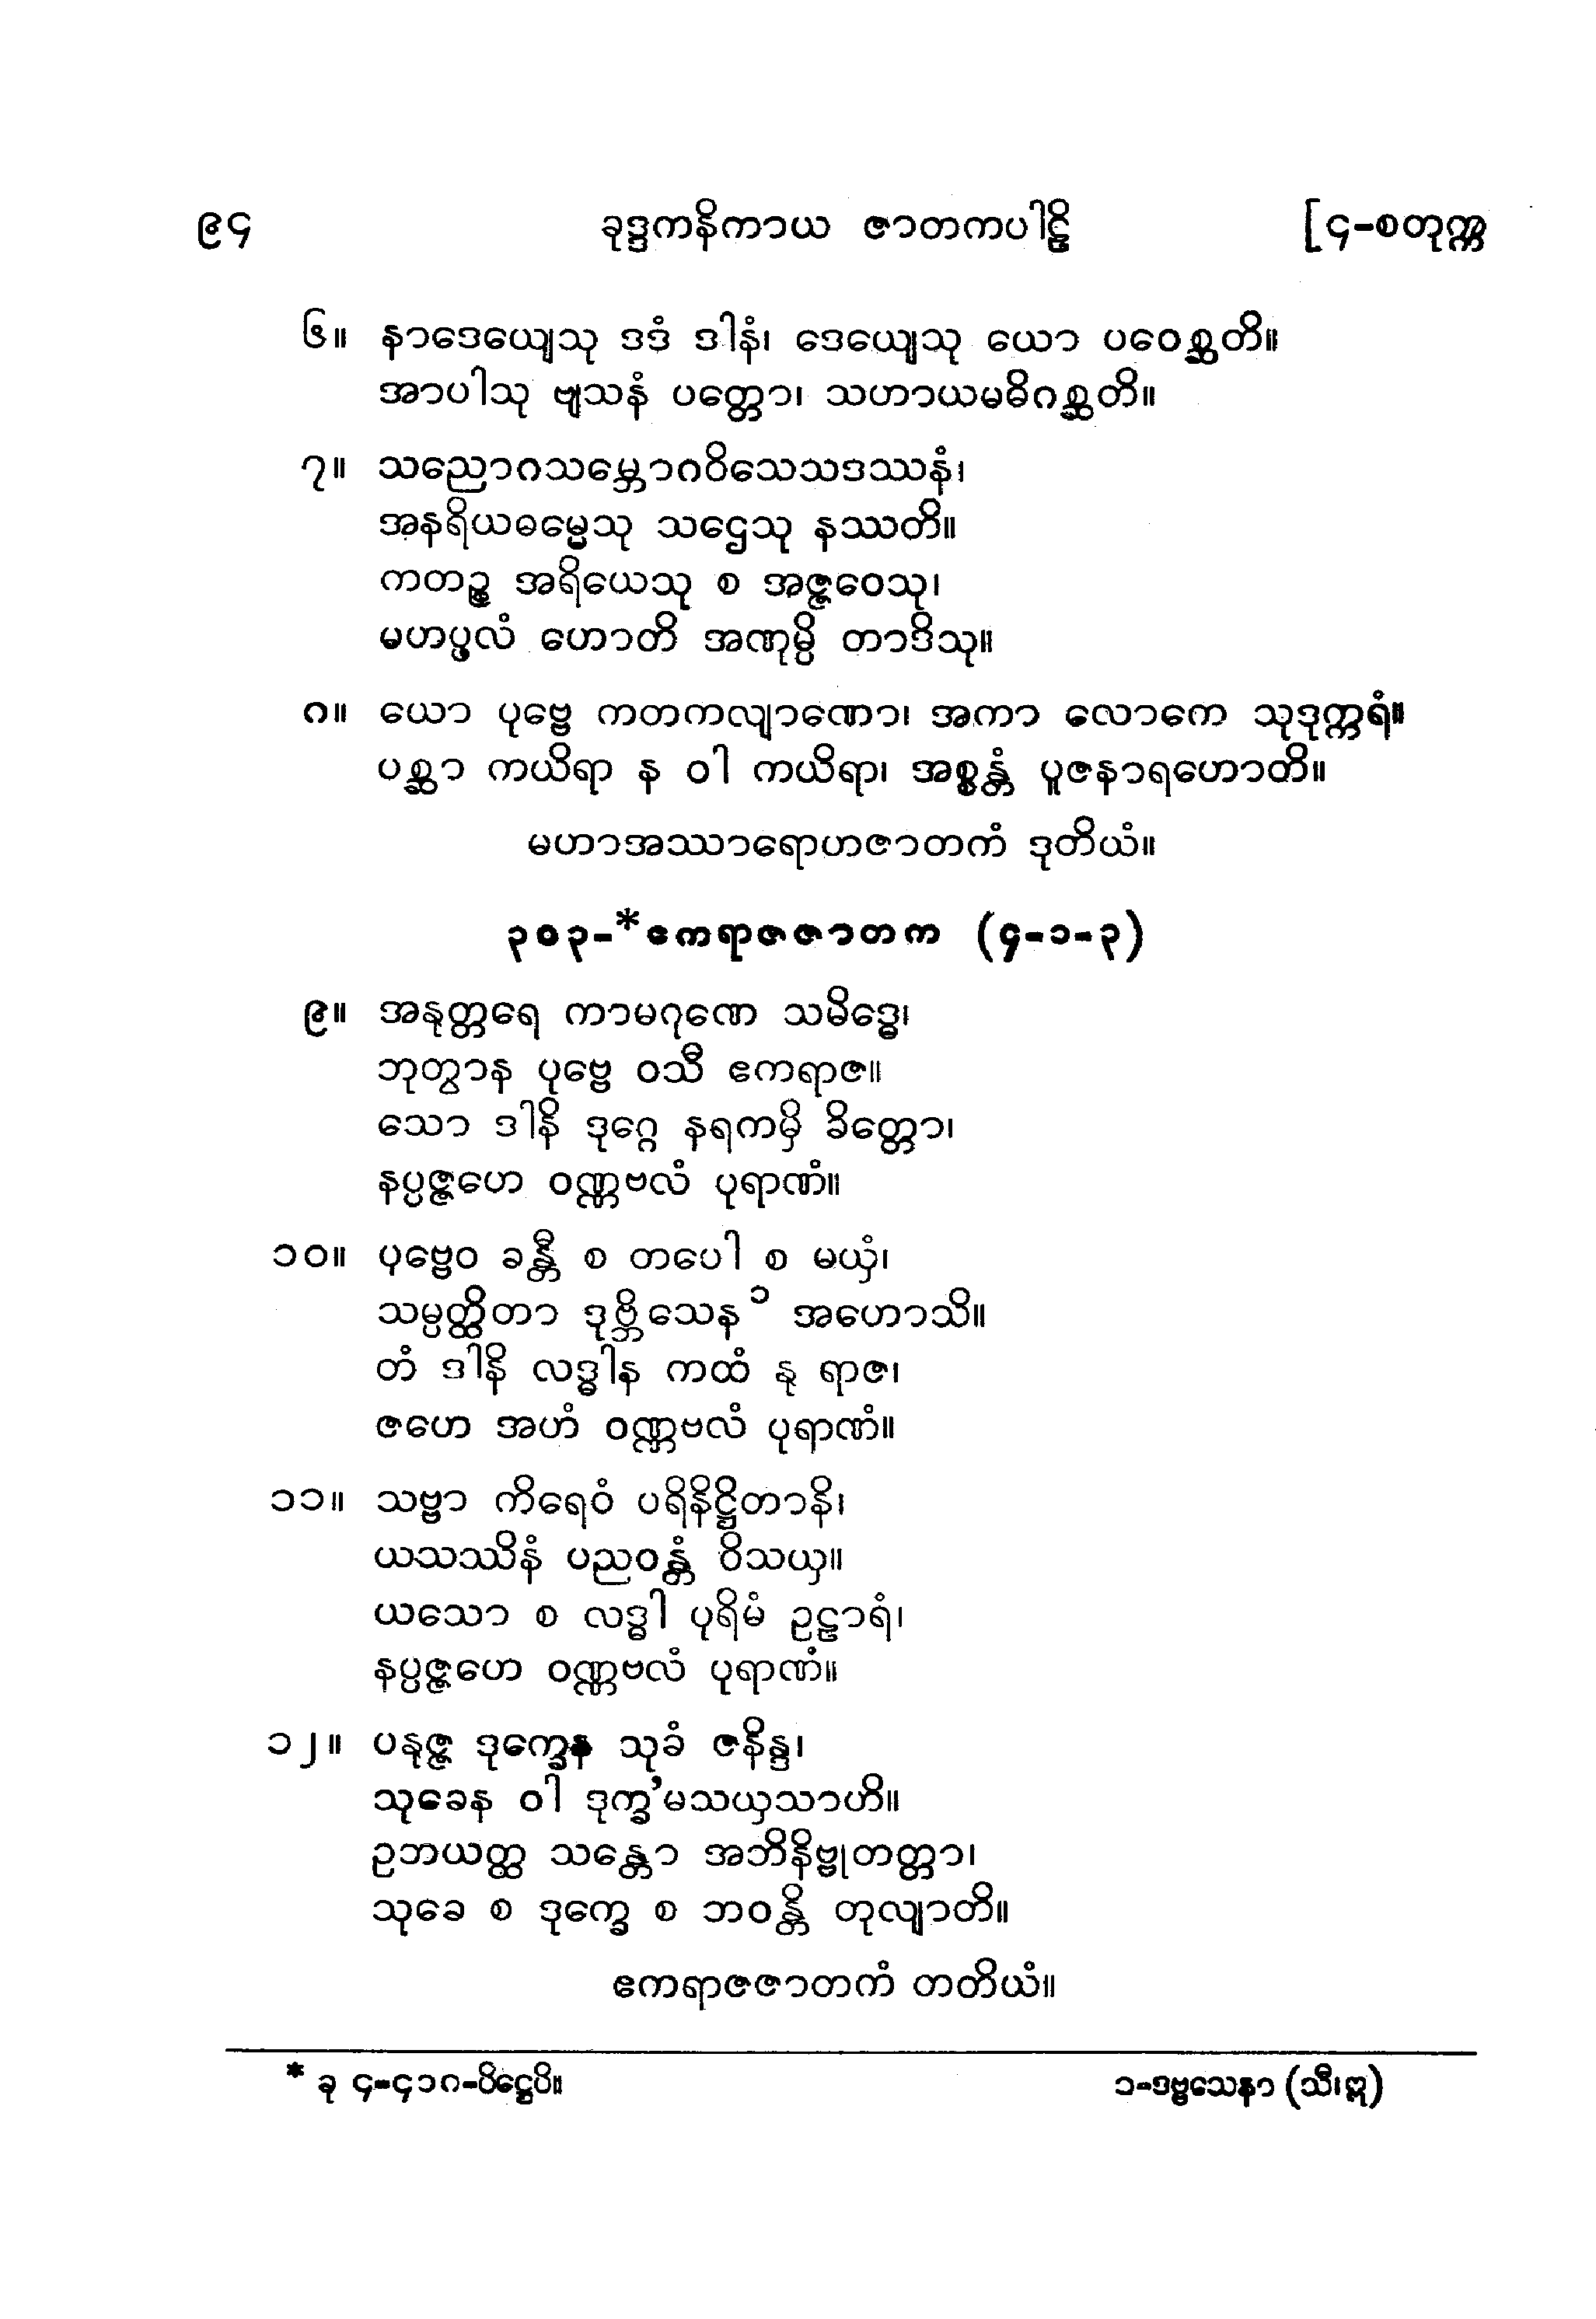 ၉၄ ခုဒ္ဒကနိကာယ ဇာတကပါဠိ [၄-စတုက္က
၆။ နာဒေယျေသု ဒဒံ ဒါနံ၊ ဒေယျေသု ယော ပဝေစ္ဆတိ။
အာပါသု ဗျသနံ ပတ္တော၊ သဟာယမဓိဂစ္ဆတိ။
၇။ သညောဂသမ္ဘောဂဝိသေသဒဿနံ၊
အနရိယဓမ္မေသု သဌေသု နဿတိ။
ကတဉ္စ အရိယေသု စ အဇ္ဇဝေသု၊
မဟပ္ဖလံ ဟောတိ အဏုမ္ပိ တာဒိသု။
၈။ ယော ပုဗ္ဗေ ကတကလျာဏော၊ အကာ လောကေ သုဒုက္ကရံ။
ပစ္ဆာ ကယိရာ န ဝါ ကယိရာ၊ အစ္စန္တံ ပူဇနာရဟောတိ။
မဟာအဿာရောဟဇာတကံ ဒုတိယံ။
၃၀၃-*ဧကရာဇဇာတက (၄-၁-၃)
၉။ အနုတ္တရေ ကာမဂုဏေ သမိဒ္ဓေ၊
ဘုတွာန ပုဗ္ဗေ ဝသီ ဧကရာဇ။
သော ဒါနိ ဒုဂ္ဂေ နရကမှိ ခိတ္တော၊
နပ္ပဇ္ဇဟေ ဝဏ္ဏဗလံ ပုရာဏံ။
၁၀။ ပုဗ္ဗေဝ ခန္တီ စ တပေါ စ မယှံ၊
သမ္ပတ္ထိတာ ဒုဗ္ဘိသေန ၁ အဟောသိ။
တံ ဒါနိ လဒ္ဓါန ကထံ နု ရာဇ၊
ဇဟေ အဟံ ဝဏ္ဏဗလံ ပုရာဏံ။
၁၁။ သဗ္ဗာ ကိရေဝံ ပရိနိဋ္ဌိတာနိ၊
ယသဿိနံ ပညဝန္တံ ဝိသယှ။
ယသော စ လဒ္ဓါ ပုရိမံ ဥဠာရံ၊
နပ္ပဇ္ဇဟေ ဝဏ္ဏဗလံ ပုရာဏံ။
၁၂။ ပနုဇ္ဇ ဒုက္ခေန သုခံ ဇနိန္ဒ၊
သုခေန ဝါ ဒုက္ခ'မသယှသာဟိ။
ဥဘယတ္ထ သန္တော အဘိနိဗ္ဗုတတ္တာ၊
သုခေ စ ဒုက္ခေ စ ဘဝန္တိ တုလျာတိ။
ဧကရာဇဇာတကံ တတိယံ။
* ခု ၄-၄၁၈-ပိဋ္ဌေပိ။ ၁-ဒဗ္ဗသေနာ (သီ၊ဣ)